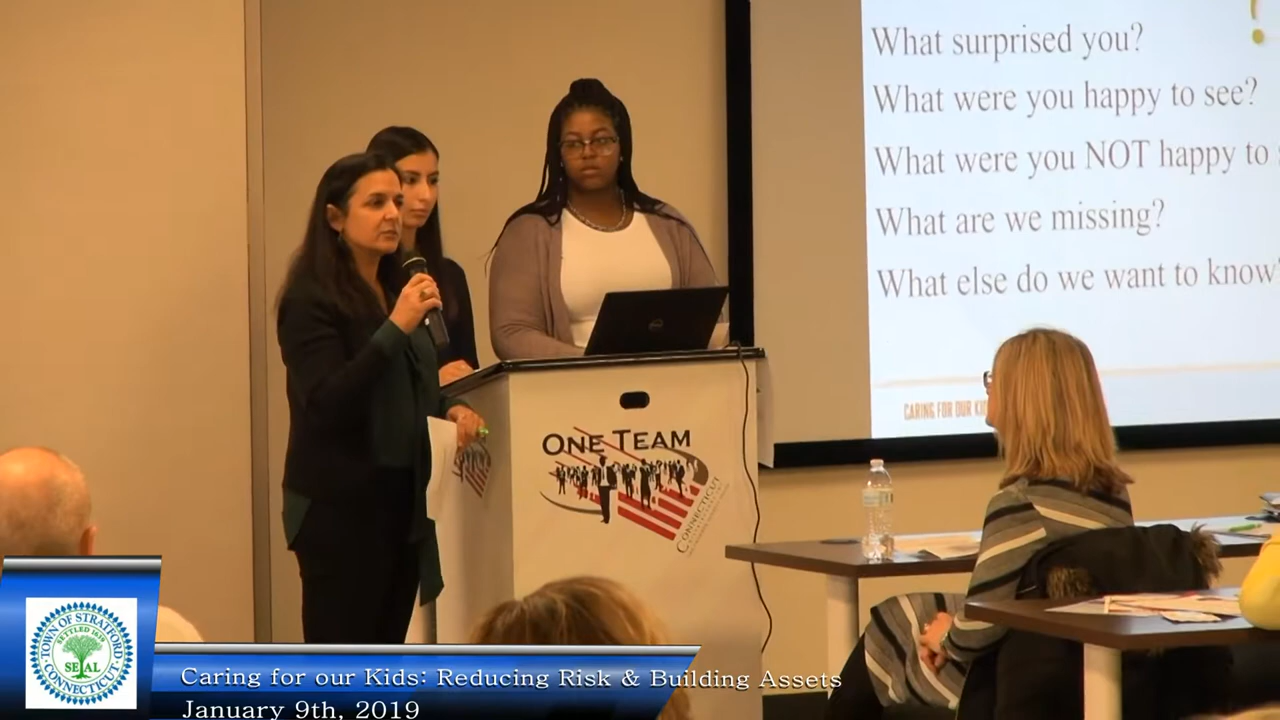 What surprised you?
What were you happy to see?
What were you NOT happy to
What are we missing?
What else do we want to know?
CARING FOR OUR KIDS
ONE TEAM
CONNECTICUT
TOWN OF STRATFORD
SETTLED 1639
SEAL
CONNECTICUT
Caring for our Kids: Reducing Risk & Building Assets
January 9th, 2019